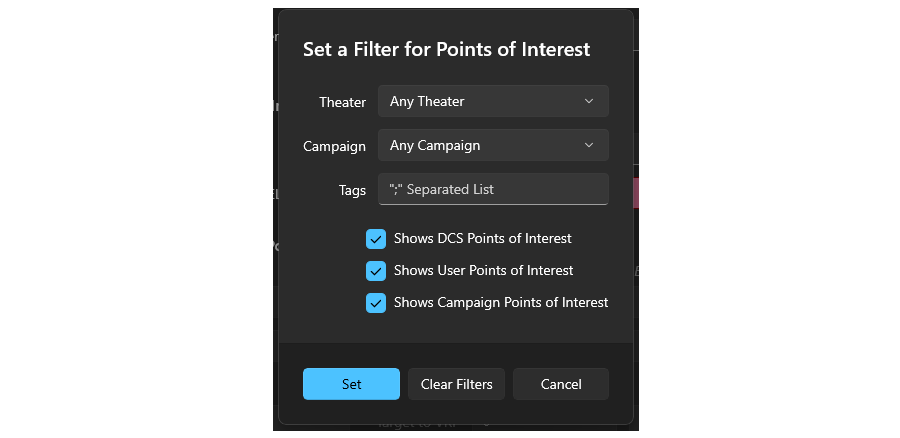 Set a Filter for Points of Interest
Theater Any Theater
Campaign Any Campaign
Tags ";" Separated List
Shows DCS Points of Interest
Shows User Points of Interest
Shows Campaign Points of Interest
Set Clear Filters Cancel